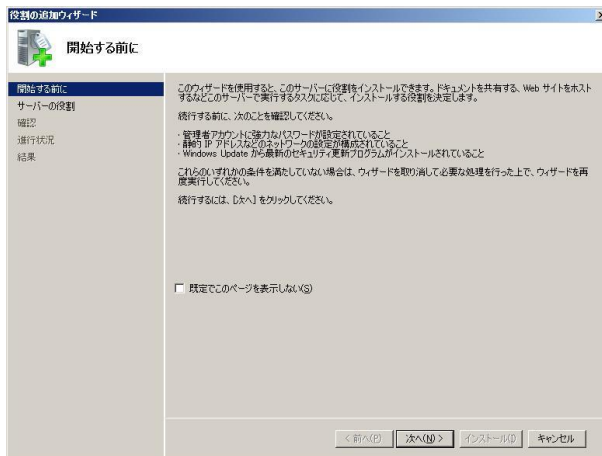 役割の追加ウィザード
開始する前に
開始する前に
サーバーの役割
確認
進行状況
結果
このウィザードを使用すると、このサーバーに役割をインストールできます。ドキュメントを共有する、Web サイトをホスト
するなどこのサーバーで実行するタスクに応じて、インストールする役割を決定します。
続行する前に、次のことを確認してください。
・管理者アカウントに強力なパスワードが設定されていること
・静的 IP アドレスなどのネットワークの設定が構成されていること
・Windows Update から最新のセキュリティ更新プログラムがインストールされていること
これらのいずれかの条件を満たしていない場合は、ウィザードを取り消して必要な処理を行った上で、ウィザードを再
度実行してください。
続行するには、[次へ] をクリックしてください。
既定でこのページを表示しない(S)
< 前へ(P)
次へ(N) >
インストール(I)
キャンセル